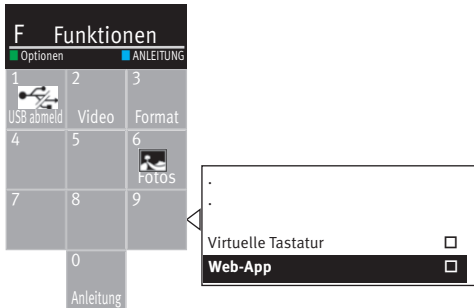 F Funktionen
Optionen ANLEITUNG
1 2 3
USB abmeld Video Format
4 5 6
Fotos
7 8 9
0
Anleitung
.
.
Virtuelle Tastatur
Web-App